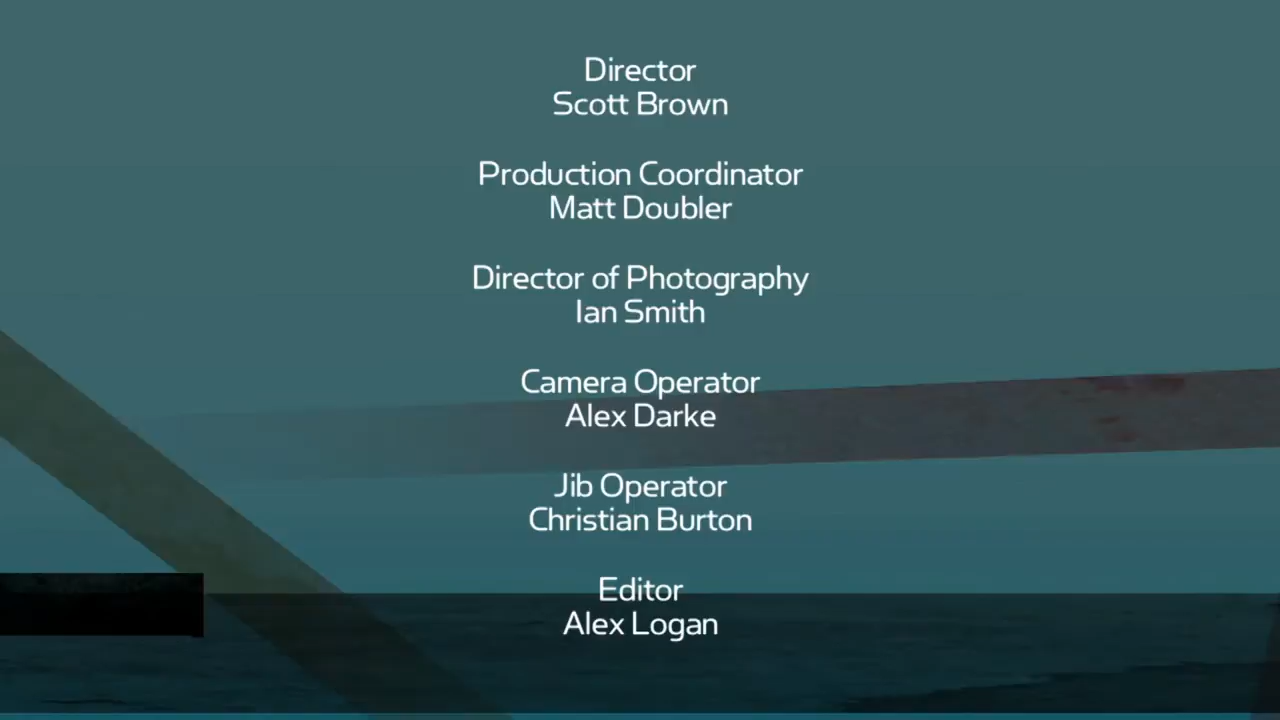 Director
Scott Brown
Production Coordinator
Matt Doubler
Director of Photography
Ian Smith
Camera Operator
Alex Darke
Jib Operator
Christian Burton
Editor
Alex Logan